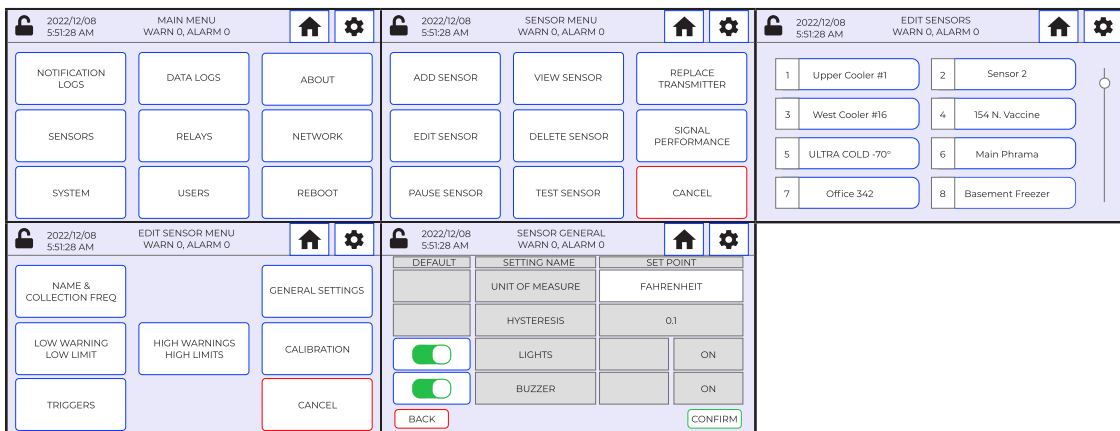 2022/12/08
5:51:28 AM
MAIN MENU
WARN 0, ALARM 0
NOTIFICATION
LOGS
DATA LOGS
ABOUT
SENSORS
RELAYS
NETWORK
SYSTEM
USERS
REBOOT
2022/12/08
5:51:28 AM
SENSOR MENU
WARN 0, ALARM 0
ADD SENSOR
VIEW SENSOR
REPLACE
TRANSMITTER
EDIT SENSOR
DELETE SENSOR
SIGNAL
PERFORMANCE
PAUSE SENSOR
TEST SENSOR
CANCEL
2022/12/08
5:51:28 AM
EDIT SENSORS
WARN 0, ALARM 0
1 Upper Cooler #1
2 Sensor 2
3 West Cooler #16
4 154 N. Vaccine
5 ULTRA COLD -70°
6 Main Phrama
7 Office 342
8 Basement Freezer
2022/12/08
5:51:28 AM
EDIT SENSOR MENU
WARN 0, ALARM 0
NAME &
COLLECTION FREQ
GENERAL SETTINGS
LOW WARNING
LOW LIMIT
HIGH WARNINGS
HIGH LIMITS
CALIBRATION
TRIGGERS
CANCEL
2022/12/08
5:51:28 AM
SENSOR GENERAL
WARN 0, ALARM 0
DEFAULT SETTING NAME SET POINT
UNIT OF MEASURE FAHRENHEIT
HYSTERESIS 0.1
LIGHTS ON
BUZZER ON
BACK CONFIRM